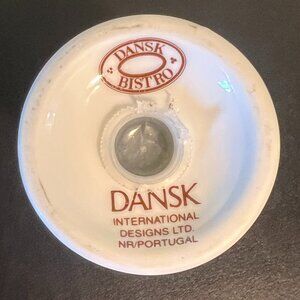 DANSK
BISTRO
DANSK
INTERNATIONAL
DESIGNS LTD.
NR/PORTUGAL